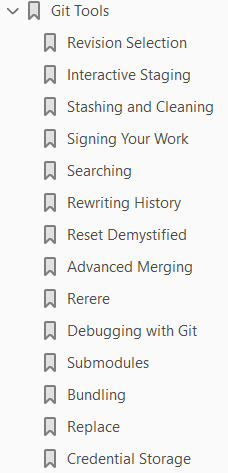 Git Tools
Revision Selection
Interactive Staging
Stashing and Cleaning
Signing Your Work
Searching
Rewriting History
Reset Demystified
Advanced Merging
Rerere
Debugging with Git
Submodules
Bundling
Replace
Credential Storage